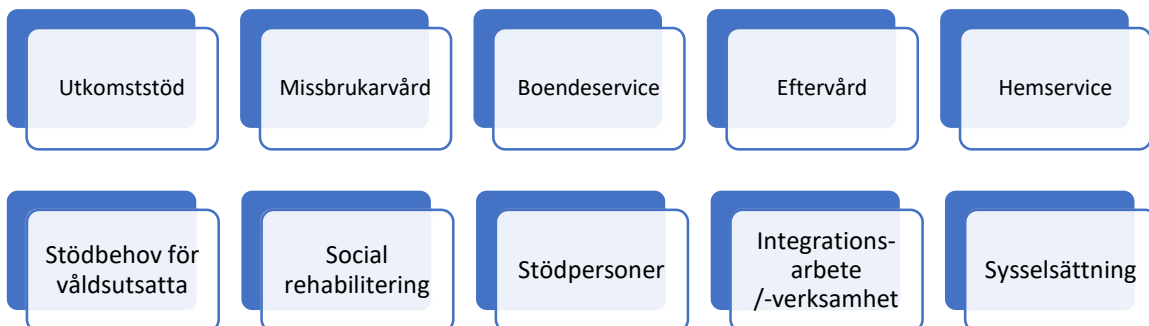 Utkomststöd
Missbrukarvård
Boendeservice
Eftervård
Hemservice
Stödbehov för
våldsutsatta
Social
rehabilitering
Stödpersoner
Integrations-
arbete
/-verksamhet
Sysselsättning